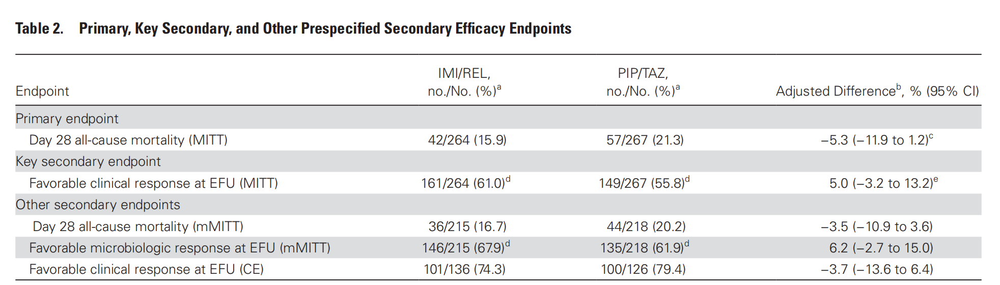 Table 2. Primary, Key Secondary, and Other Prespecified Secondary Efficacy Endpoints
Endpoint IMI/REL, no./No. (%)a PIP/TAZ, no./No. (%)a Adjusted Differenceb, % (95% CI)
Primary endpoint
Day 28 all-cause mortality (MITT) 42/264 (15.9) 57/267 (21.3) −5.3 (−11.9 to 1.2)c
Key secondary endpoint
Favorable clinical response at EFU (MITT) 161/264 (61.0)d 149/267 (55.8)d 5.0 (−3.2 to 13.2)e
Other secondary endpoints
Day 28 all-cause mortality (mMITT) 36/215 (16.7) 44/218 (20.2) −3.5 (−10.9 to 3.6)
Favorable microbiologic response at EFU (mMITT) 146/215 (67.9)d 135/218 (61.9)d 6.2 (−2.7 to 15.0)
Favorable clinical response at EFU (CE) 101/136 (74.3) 100/126 (79.4) −3.7 (−13.6 to 6.4)